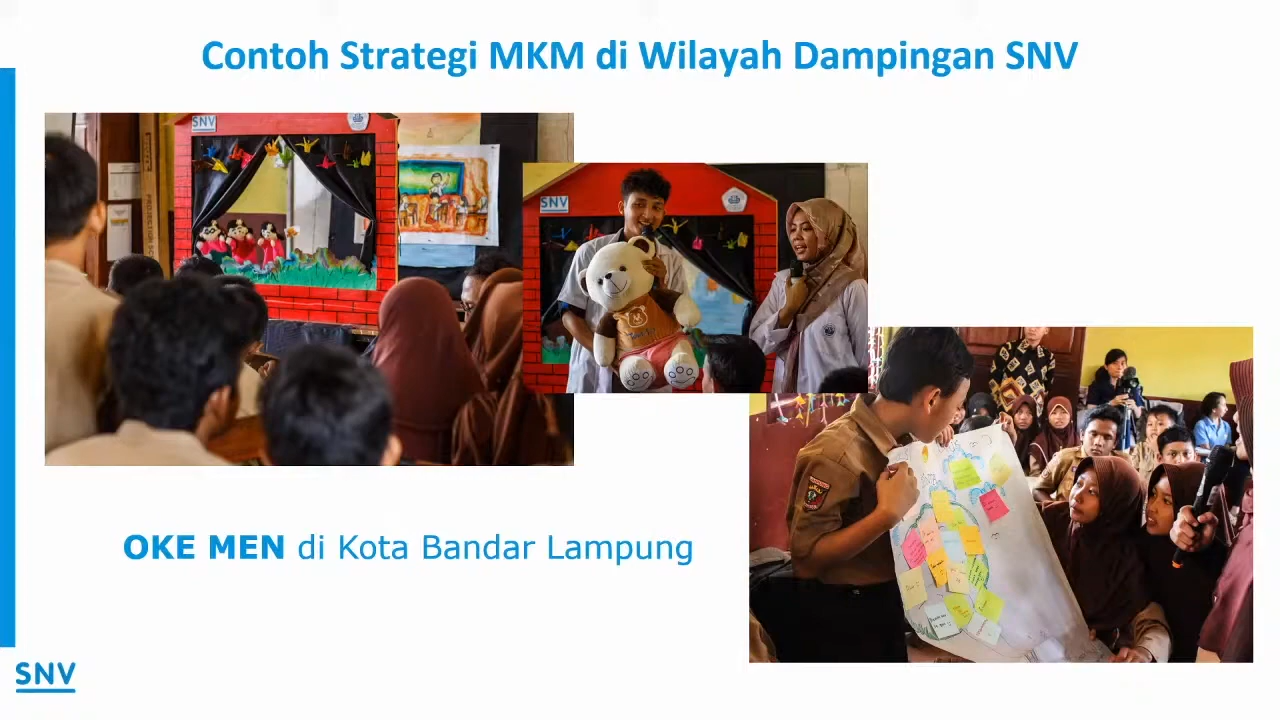 Contoh Strategi MKM di Wilayah Dampingan SNV
SNV
SNV
OKE MEN di Kota Bandar Lampung
SNV